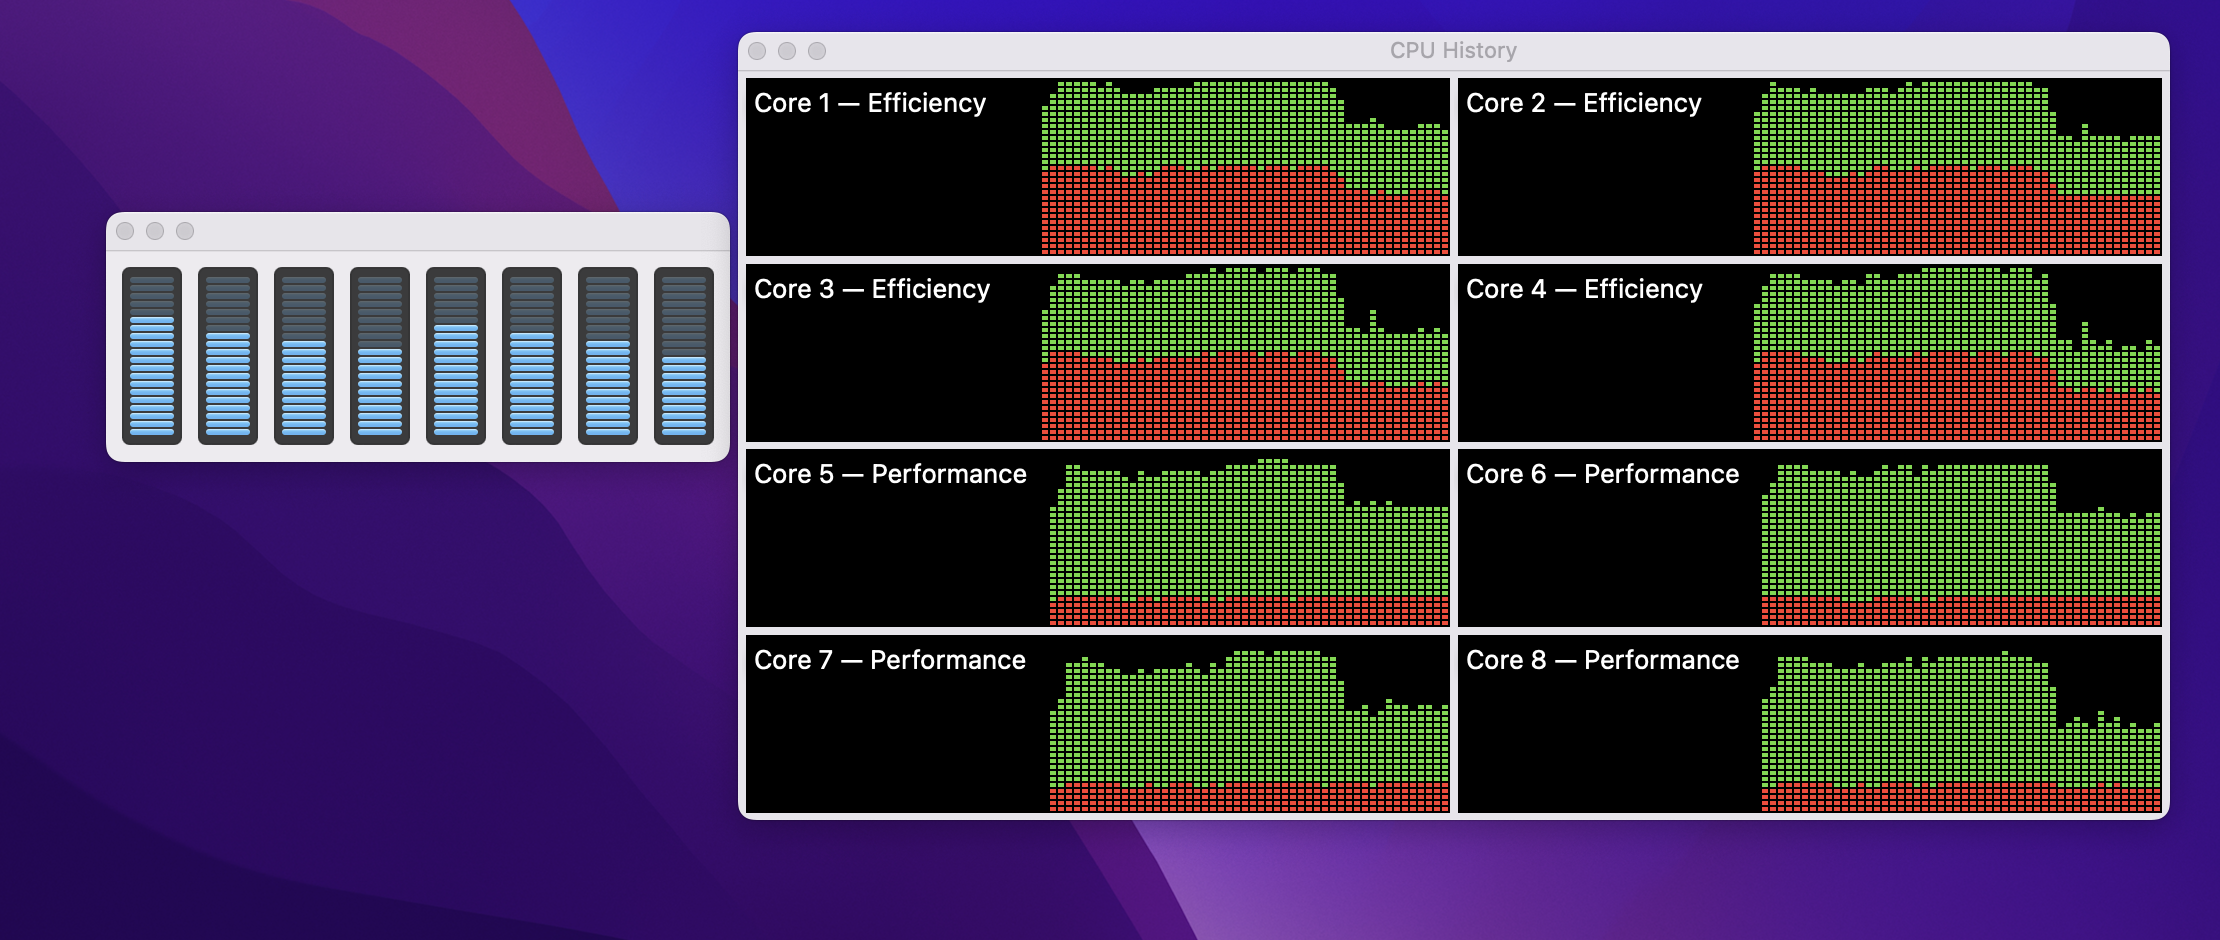 CPU History
Core 1 — Efficiency
Core 2 — Efficiency
Core 3 — Efficiency
Core 4 — Efficiency
Core 5 — Performance
Core 6 — Performance
Core 7 — Performance
Core 8 — Performance